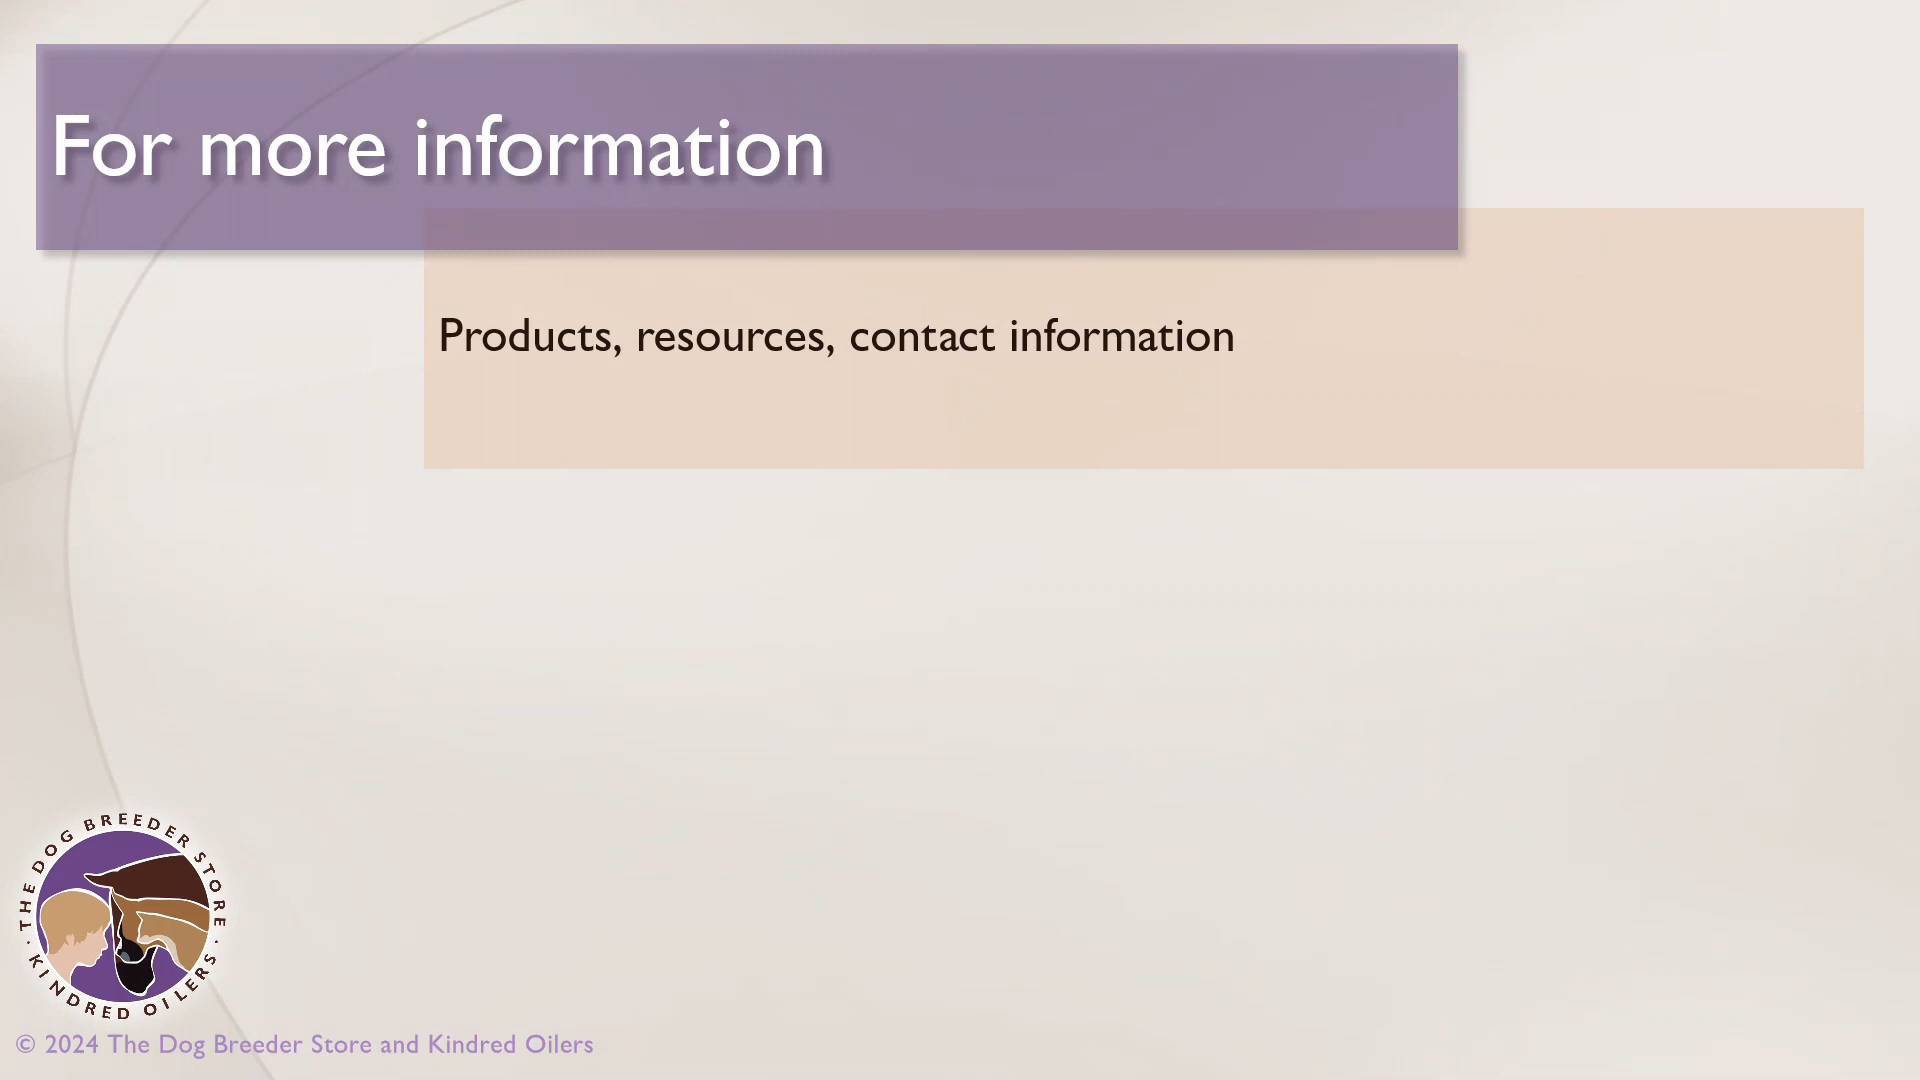 For more information
Products, resources, contact information
THE DOG BREEDER STORE
· KINDRED OILERS ·
© 2024 The Dog Breeder Store and Kindred Oilers